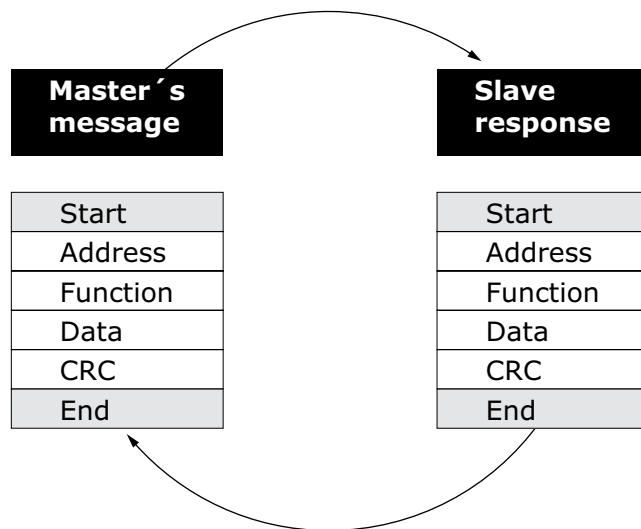 Master´s
message
Start
Address
Function
Data
CRC
End
Slave
response
Start
Address
Function
Data
CRC
End